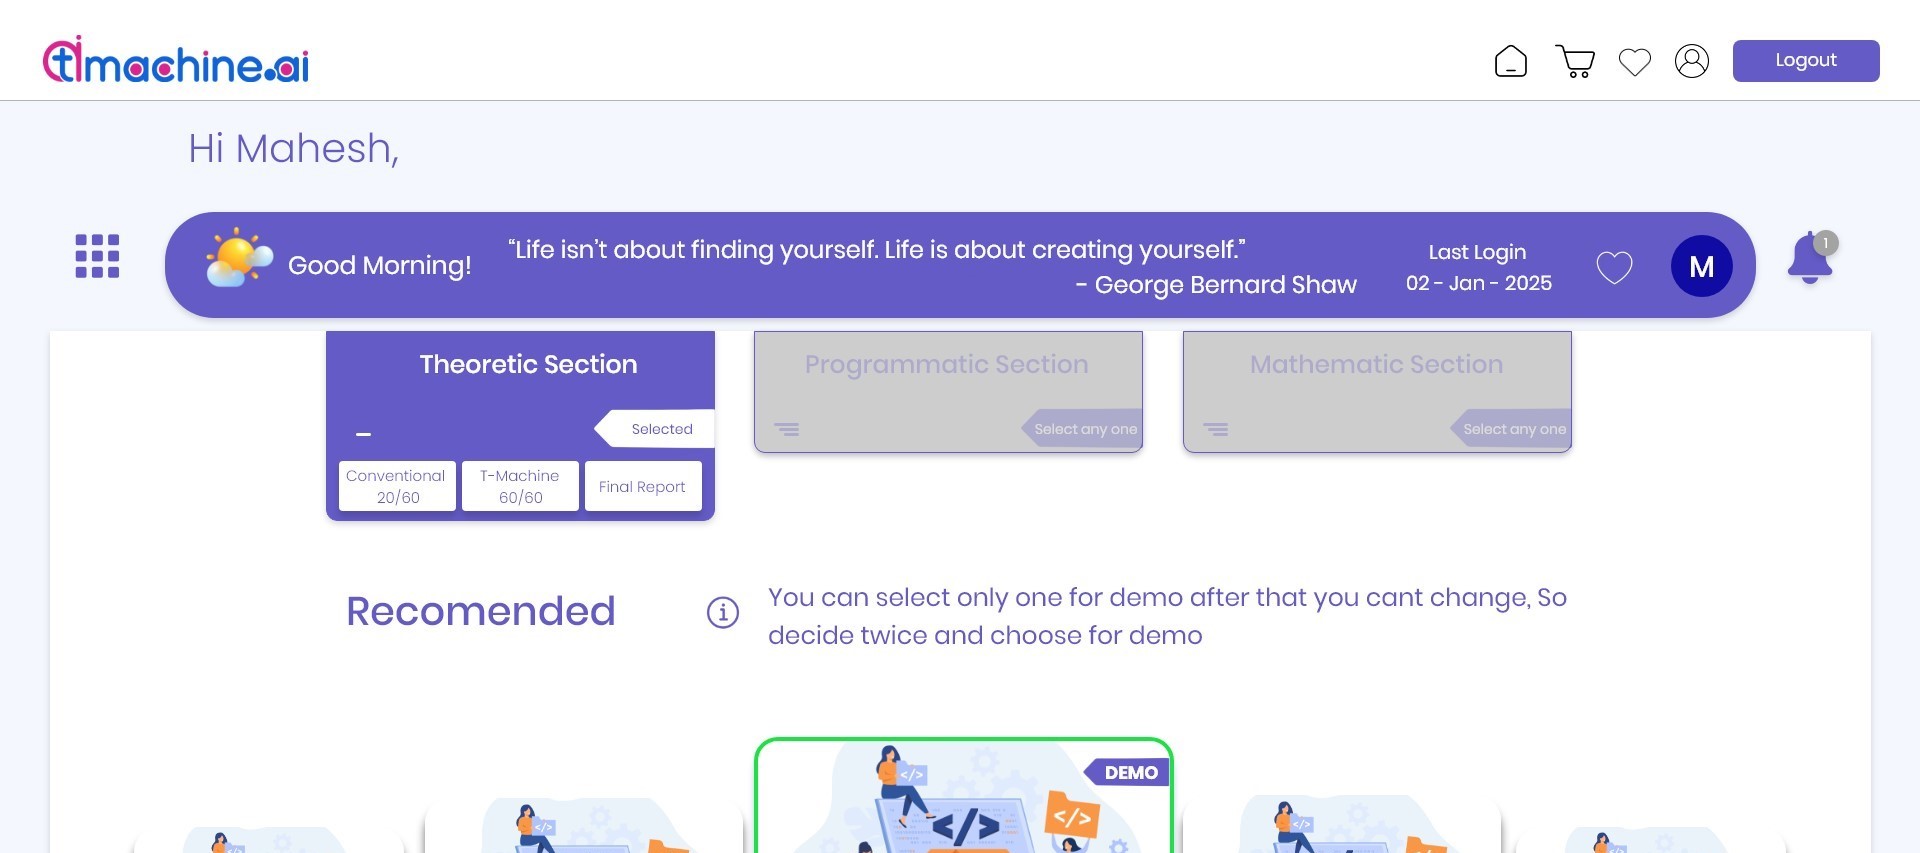 timachine.ai
Logout
Hi Mahesh,
Good Morning!
“Life isn’t about finding yourself. Life is about creating yourself.”
- George Bernard Shaw
Last Login
02 - Jan - 2025
M
1
Theoretic Section
Selected
Conventional
20/60
T-Machine
60/60
Final Report
Programmatic Section
Select any one
Mathematic Section
Select any one
Recomended
You can select only one for demo after that you cant change, So
decide twice and choose for demo
DEMO
</>
</>
</>
</>
</>
</>
</>
</>
</>